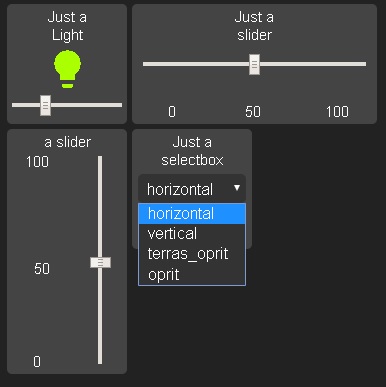 Just a
Light
Just a
slider
0 50 100
a slider
100
50
0
Just a
selectbox
horizontal
horizontal
vertical
terras_oprit
oprit